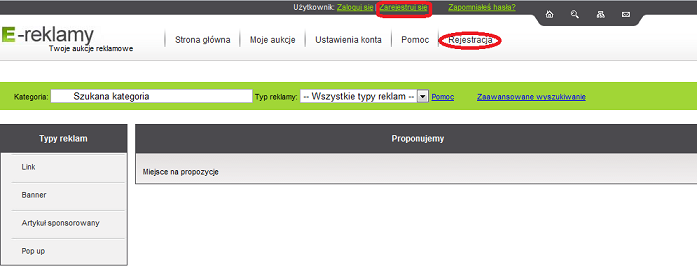 Użytkownik: Zaloguj się Zarejestruj się Zapomniałeś hasła?
E-reklamy
Twoje aukcje reklamowe
Strona główna Moje aukcje Ustawienia konta Pomoc Rejestracja
Kategoria: Szukana kategoria Typ reklamy: -- Wszystkie typy reklam -- Pomoc Zaawansowane wyszukiwanie
Typy reklam
Proponujemy
Link
Miejsce na propozycje
Banner
Artykuł sponsorowany
Pop up